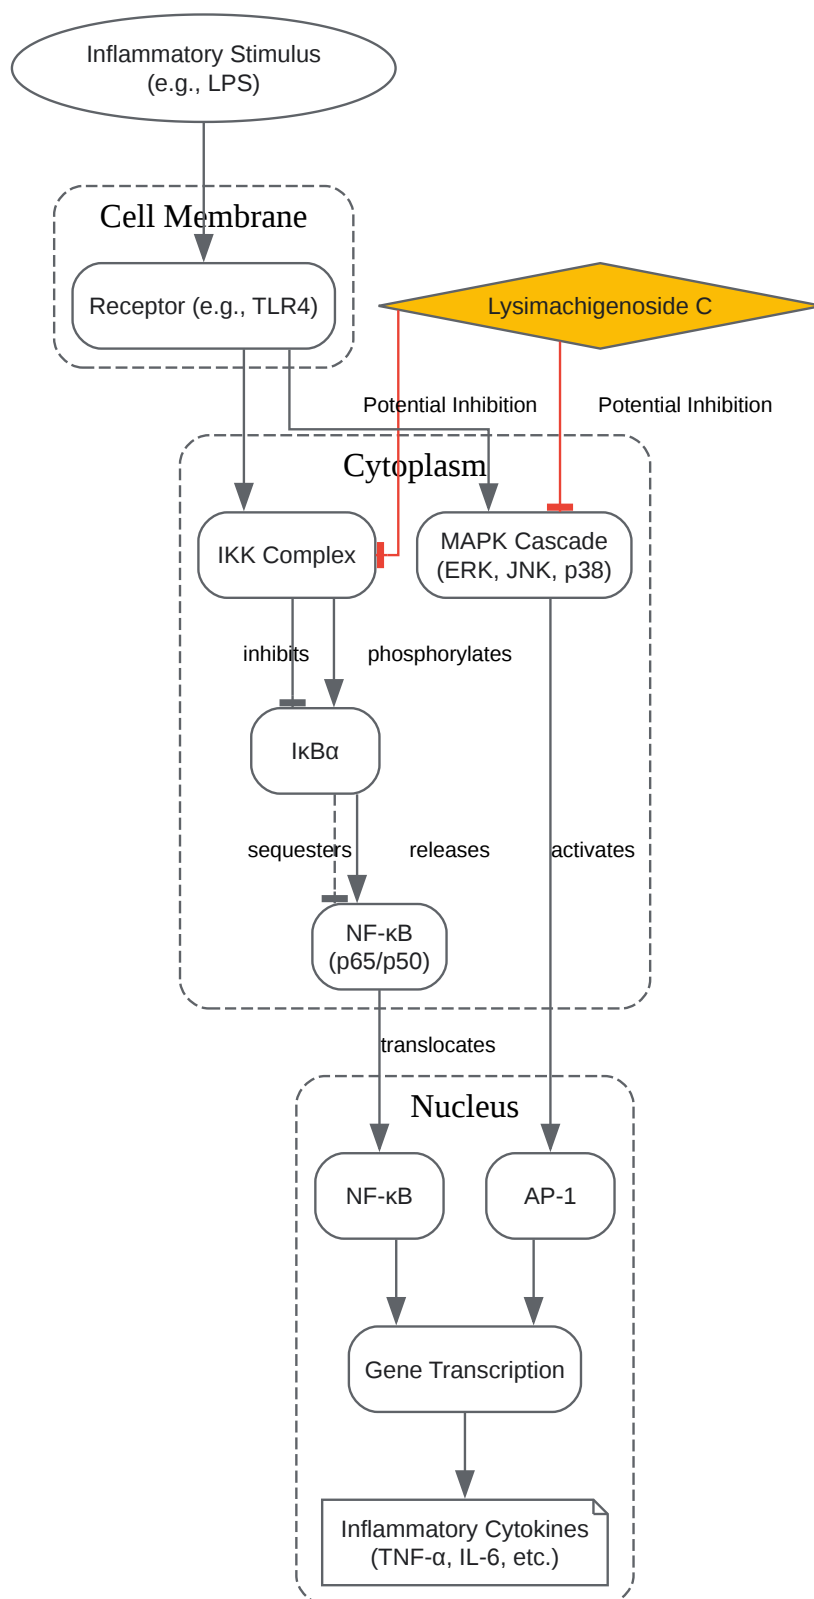 Inflammatory Stimulus
(e.g., LPS)
Cell Membrane
Receptor (e.g., TLR4)
Lysimachigenoside C
Potential Inhibition
Potential Inhibition
Cytoplasm
IKK Complex
MAPK Cascade
(ERK, JNK, p38)
inhibits
phosphorylates
IκBα
sequesters
releases
activates
NF-κB
(p65/p50)
translocates
Nucleus
NF-κB
AP-1
Gene Transcription
Inflammatory Cytokines
(TNF-α, IL-6, etc.)